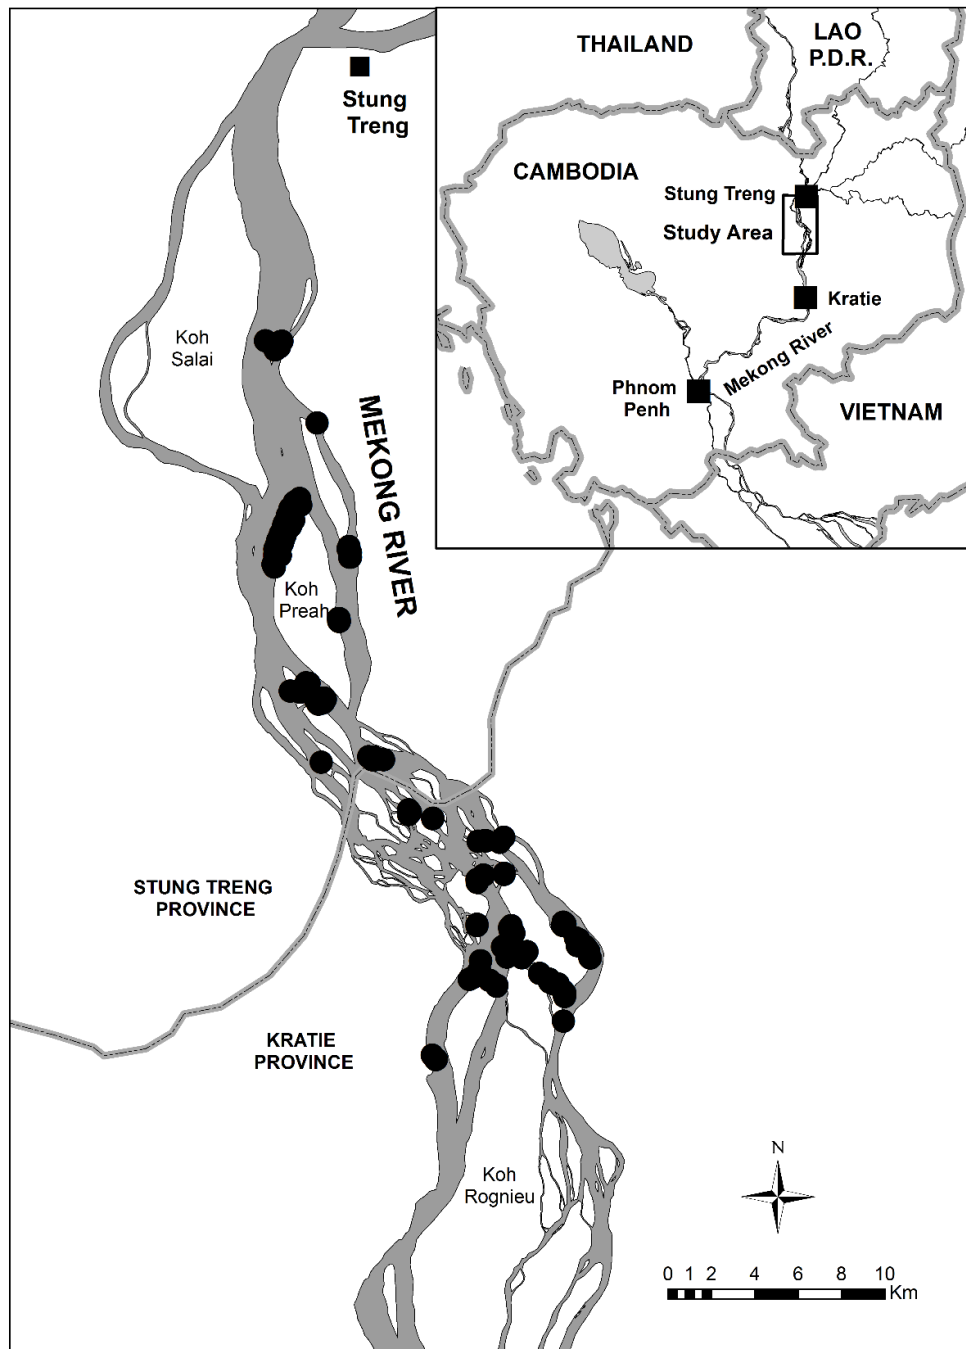 Stung
Treng
THAILAND
LAO
P.D.R.
CAMBODIA
Stung Treng
Study Area
Kratie
Mekong River
Phnom
Penh
VIETNAM
Koh
Salai
MEKONG RIVER
Koh
Preah
STUNG TRENG
PROVINCE
KRATIE
PROVINCE
Koh
Rognieu
N
0 1 2 4 6 8 10
Km